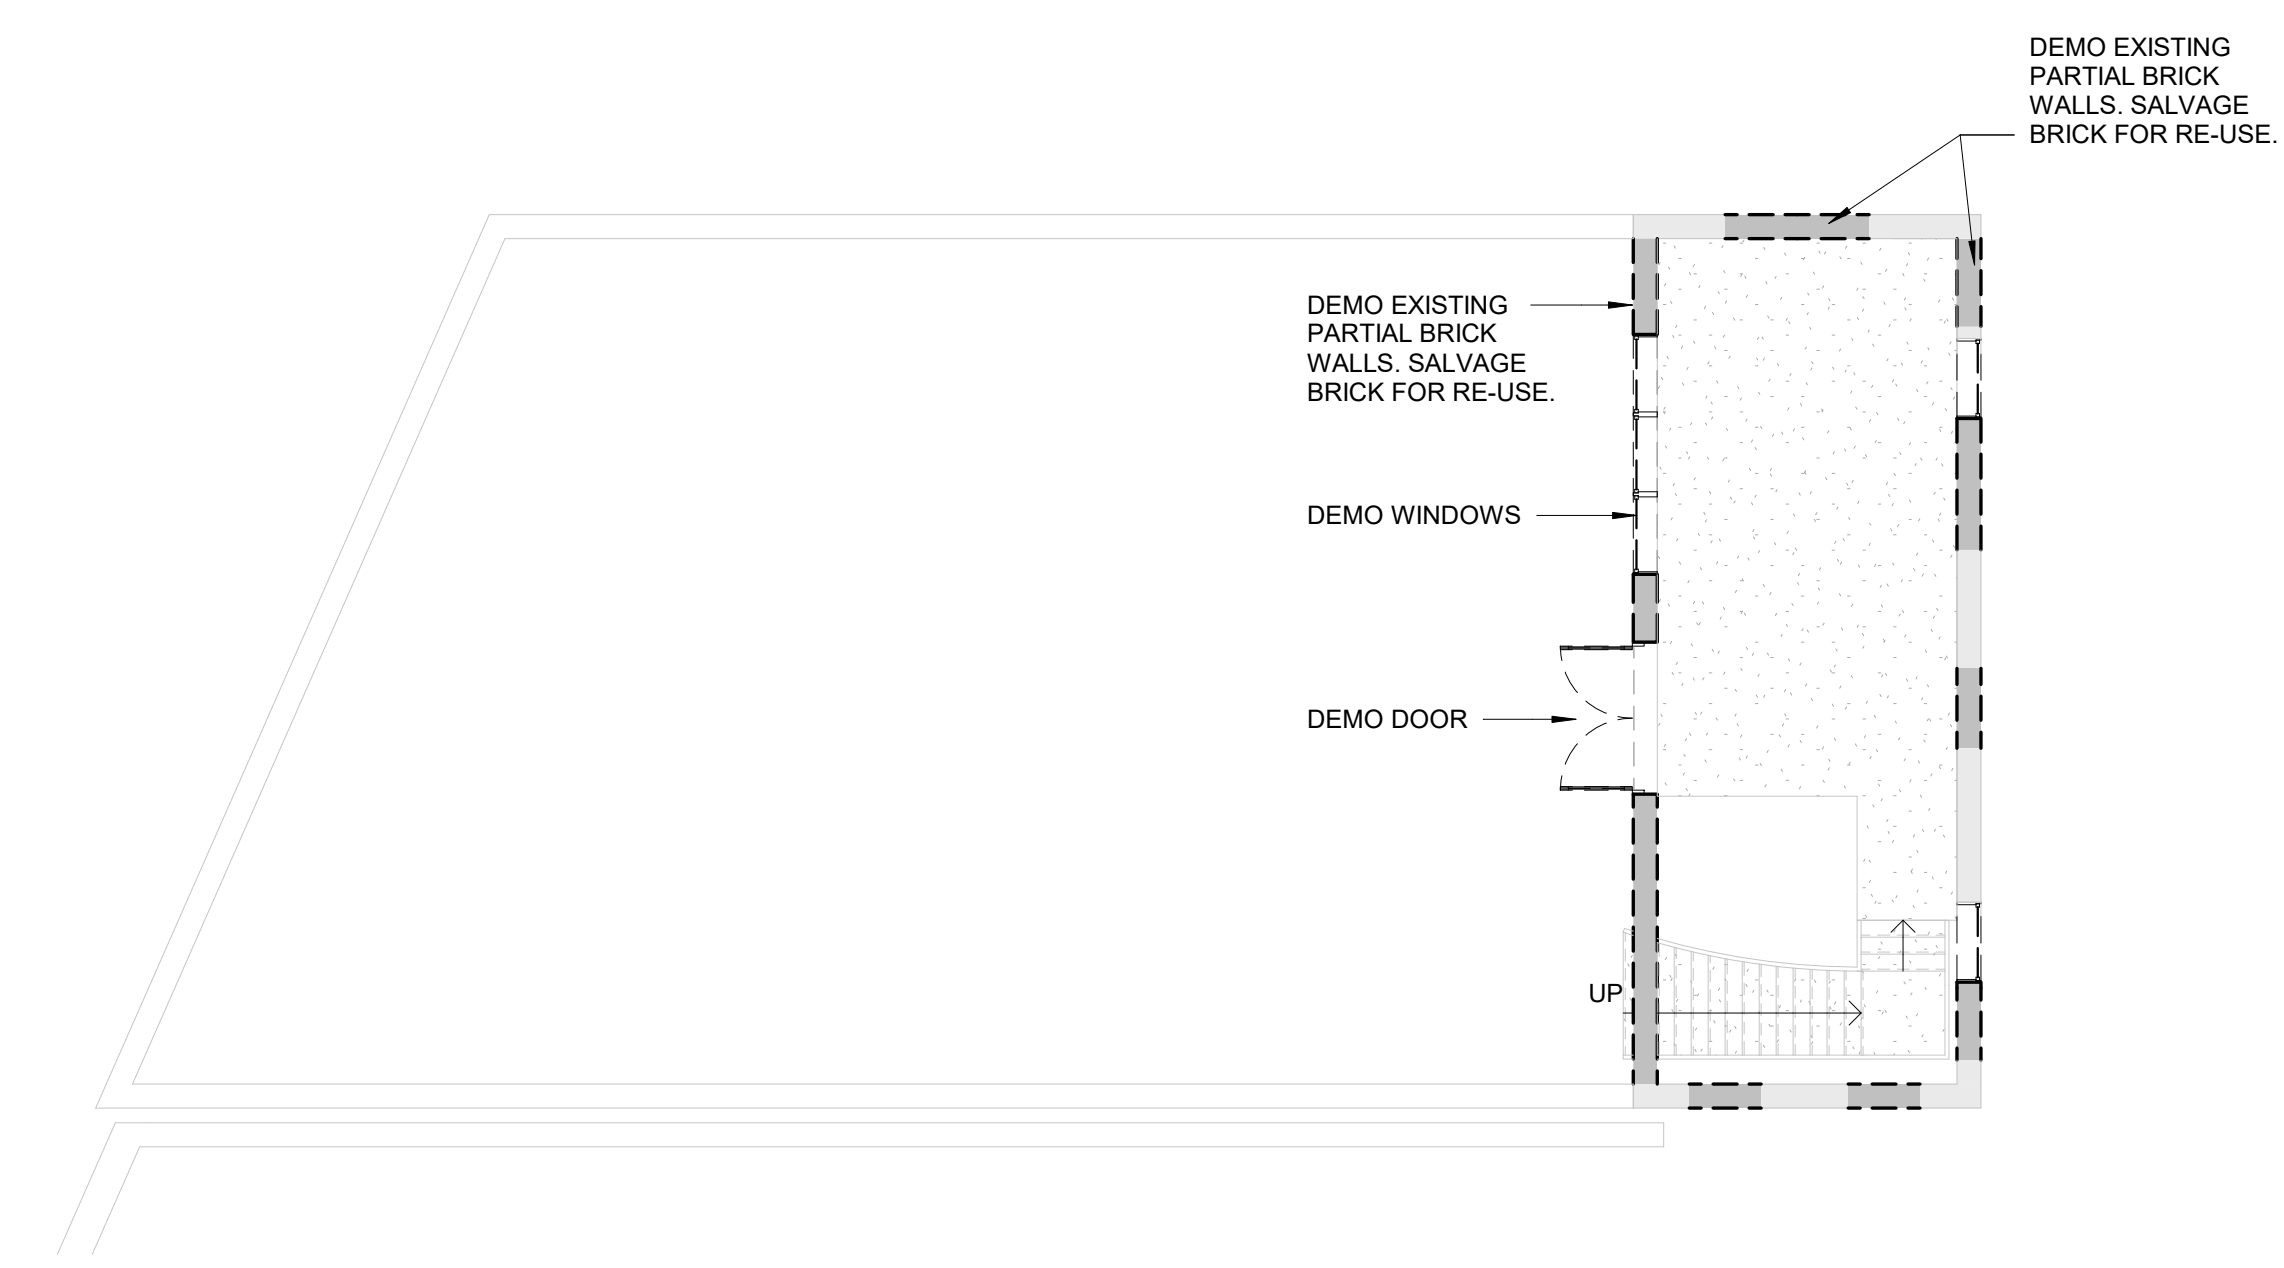 DEMO EXISTING
PARTIAL BRICK
WALLS. SALVAGE
BRICK FOR RE-USE.
DEMO EXISTING
PARTIAL BRICK
WALLS. SALVAGE
BRICK FOR RE-USE.
DEMO WINDOWS
DEMO DOOR
UP